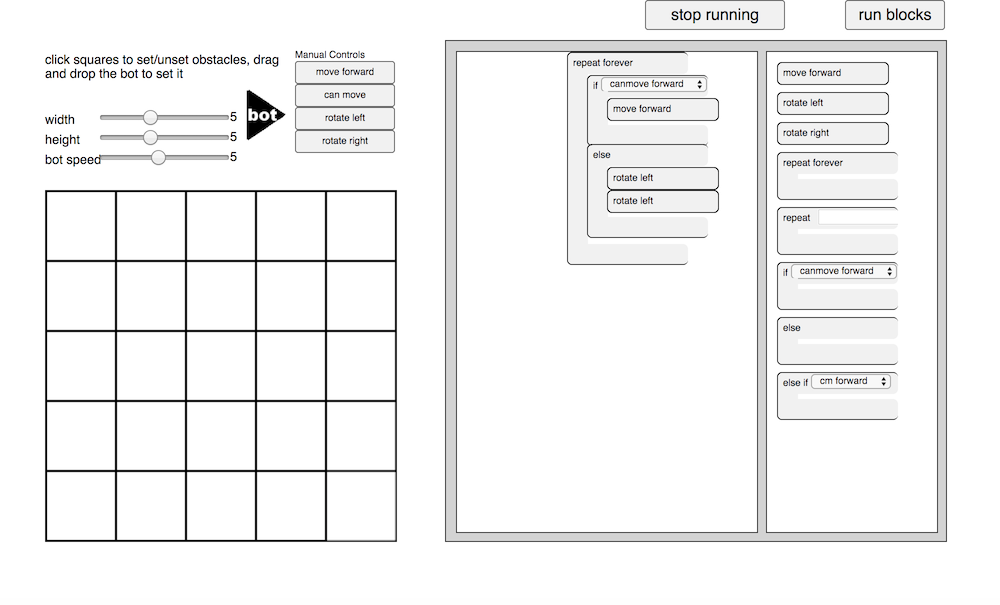 stop running
run blocks
click squares to set/unset obstacles, drag
and drop the bot to set it
Manual Controls
move forward
can move
rotate left
rotate right
width 5
height 5
bot speed 5
bot
repeat forever
if canmove forward
move forward
else
rotate left
rotate left
move forward
rotate left
rotate right
repeat forever
repeat
if canmove forward
else
else if cm forward